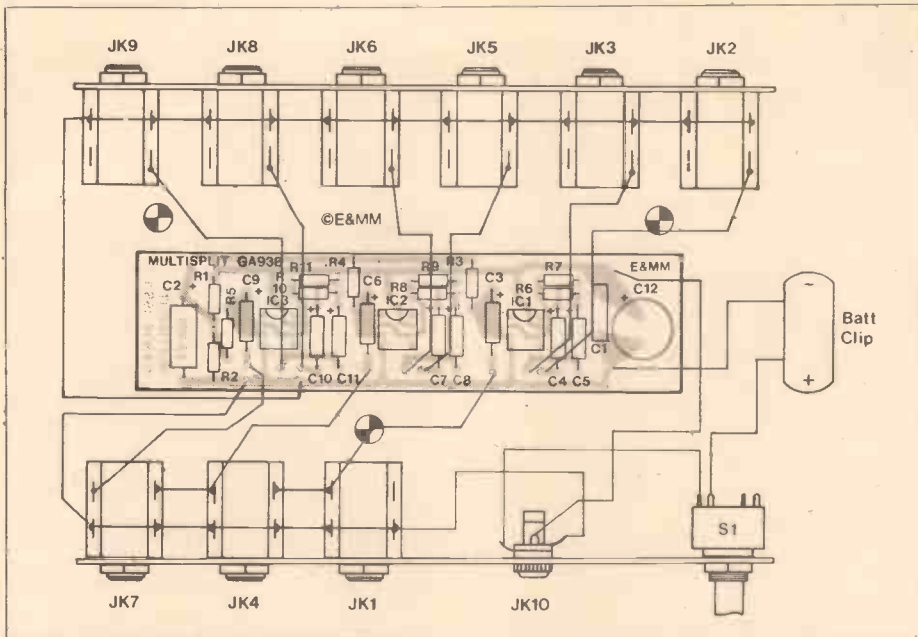 JK9 JK8 JK6 JK5 JK3 JK2
©E&MM
MULTISPLIT GA938 E&MM
R1 C2 R5 C9 R11 R4 R10 IC3 C6 R9 R3 R8 IC2 C3 R7 R6 IC1 C12
R2 C10 C11 C7 C8 C4 C5 C1
-
Batt
Clip
+
S1
JK7 JK4 JK1 JK10